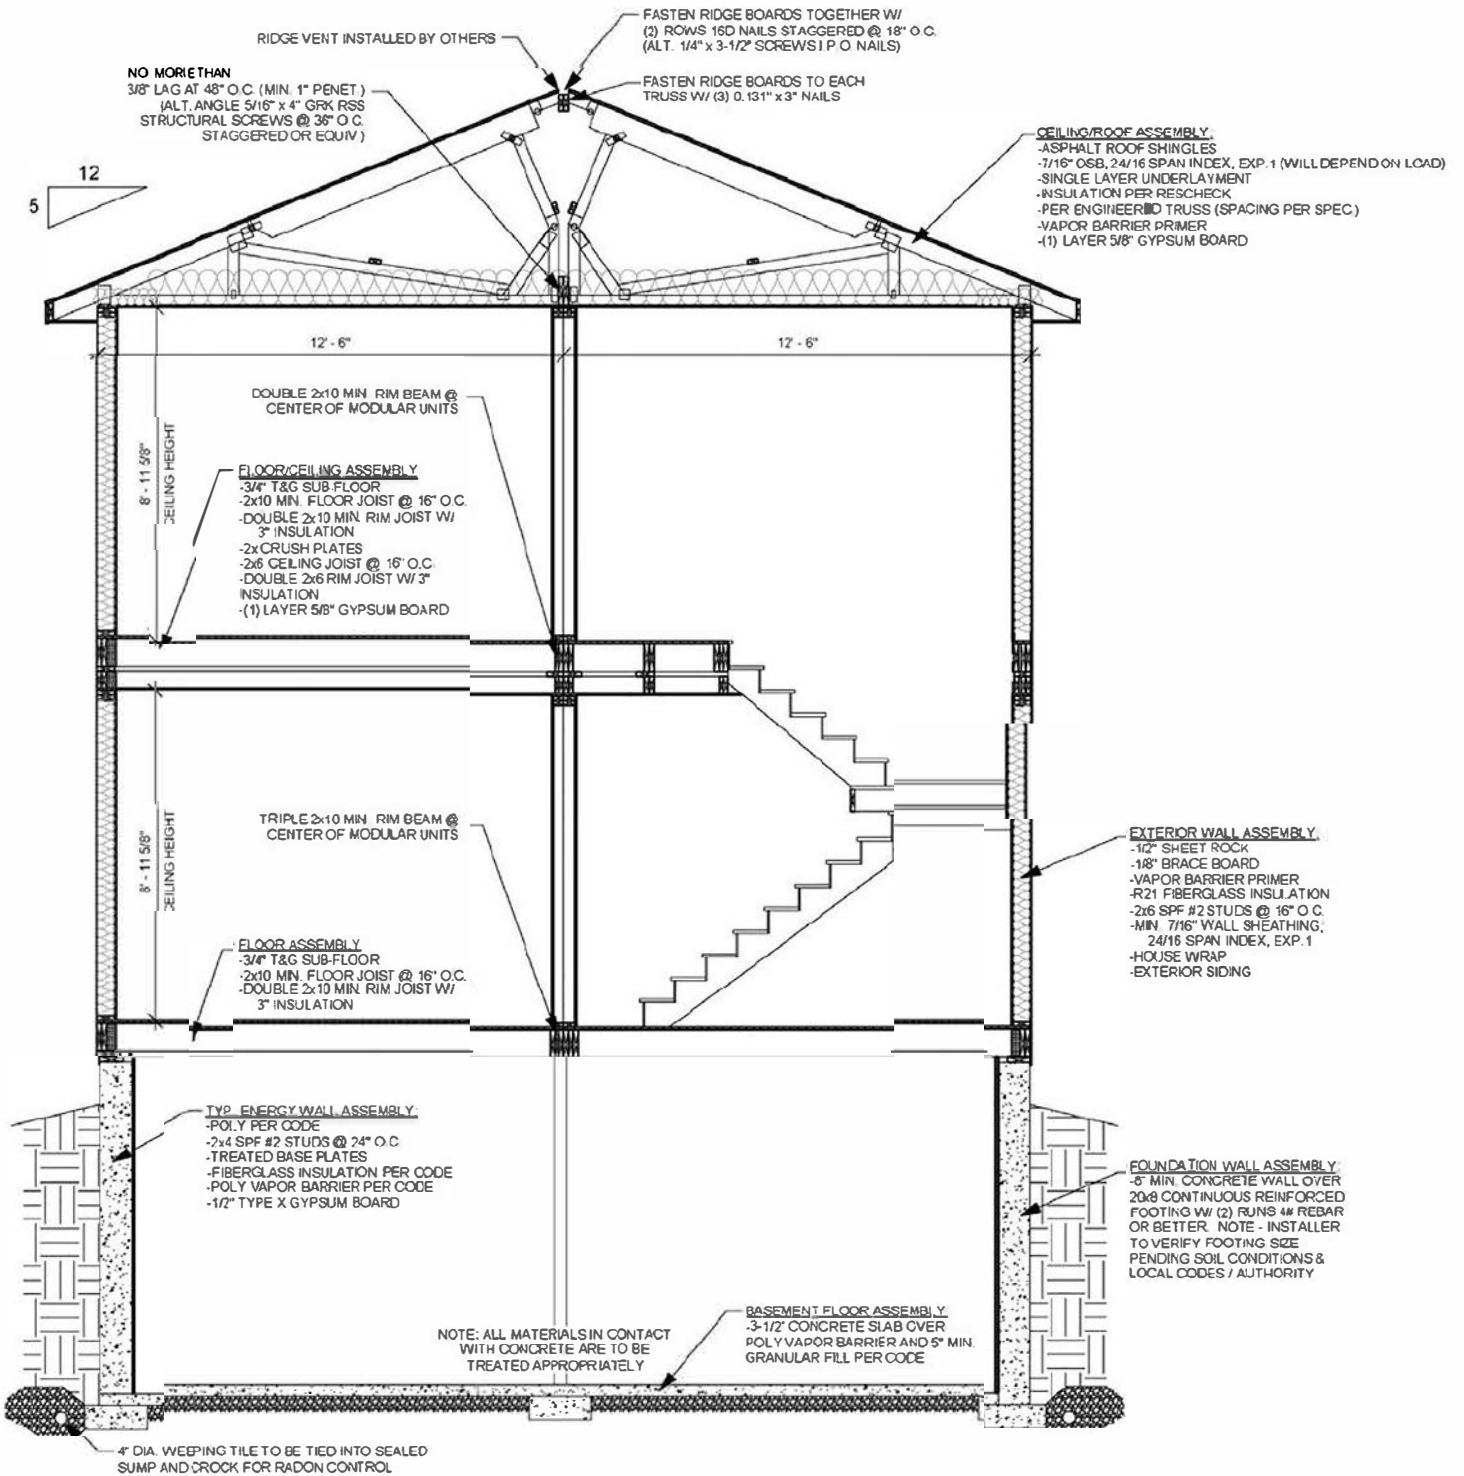 FASTEN RIDGE BOARDS TOGETHER W/
(2) ROWS 16D NAILS STAGGERED @ 18" O.C.
(ALT. 1/4" x 3-1/2" SCREWS I.P.O. NAILS)
RIDGE VENT INSTALLED BY OTHERS
NO MORE THAN
3/8" LAG AT 48" O.C. (MIN. 1" PENET.)
(ALT. ANGLE 5/16" x 4" GRK RSS
STRUCTURAL SCREWS @ 36" O.C.
STAGGERED OR EQUIV.)
FASTEN RIDGE BOARDS TO EACH
TRUSS W/ (3) 0.131" x 3" NAILS
CEILING/ROOF ASSEMBLY:
-ASPHALT ROOF SHINGLES
-7/16" OSB, 24/16 SPAN INDEX, EXP.1 (WILL DEPEND ON LOAD)
-SINGLE LAYER UNDERLAYMENT
-INSULATION PER RESCHECK
-PER ENGINEERED TRUSS (SPACING PER SPEC.)
-VAPOR BARRIER PRIMER
-(1) LAYER 5/8" GYPSUM BOARD
12
5
12' - 6"
12' - 6"
DOUBLE 2x10 MIN. RIM BEAM @
CENTER OF MODULAR UNITS
8' - 11 5/8"
CEILING HEIGHT
FLOOR/CEILING ASSEMBLY
-3/4" T&G SUB-FLOOR
-2x10 MIN. FLOOR JOIST @ 16" O.C.
-DOUBLE 2x10 MIN. RIM JOIST W/
3" INSULATION
-2x CRUSH PLATES
-2x6 CEILING JOIST @ 16" O.C.
-DOUBLE 2x6 RIM JOIST W/ 3"
INSULATION
-(1) LAYER 5/8" GYPSUM BOARD
TRIPLE 2x10 MIN. RIM BEAM @
CENTER OF MODULAR UNITS
8' - 11 5/8"
CEILING HEIGHT
EXTERIOR WALL ASSEMBLY:
-1/2" SHEET ROCK
-1/8" BRACE BOARD
-VAPOR BARRIER PRIMER
-R21 FIBERGLASS INSULATION
-2x6 SPF #2 STUDS @ 16" O.C.
-MIN. 7/16" WALL SHEATHING,
24/16 SPAN INDEX, EXP.1
-HOUSE WRAP
-EXTERIOR SIDING
FLOOR ASSEMBLY
-3/4" T&G SUB-FLOOR
-2x10 MIN. FLOOR JOIST @ 16" O.C.
-DOUBLE 2x10 MIN. RIM JOIST W/
3" INSULATION
TYP. ENERGY WALL ASSEMBLY:
-POLY PER CODE
-2x4 SPF #2 STUDS @ 24" O.C.
-TREATED BASE PLATES
-FIBERGLASS INSULATION PER CODE
-POLY VAPOR BARRIER PER CODE
-1/2" TYPE X GYPSUM BOARD
FOUNDATION WALL ASSEMBLY:
MIN. CONCRETE WALL OVER
20x8 CONTINUOUS REINFORCED
FOOTING W/ (2) RUNS 4# REBAR
OR BETTER. NOTE - INSTALLER
TO VERIFY FOOTING SIZE
PENDING SOIL CONDITIONS &
LOCAL CODES / AUTHORITY
BASEMENT FLOOR ASSEMBLY:
-3-1/2" CONCRETE SLAB OVER
POLY VAPOR BARRIER AND 5" MIN.
GRANULAR FILL PER CODE
NOTE: ALL MATERIALS IN CONTACT
WITH CONCRETE ARE TO BE
TREATED APPROPRIATELY
4" DIA. WEEPING TILE TO BE TIED INTO SEALED
SUMP AND CROCK FOR RADON CONTROL